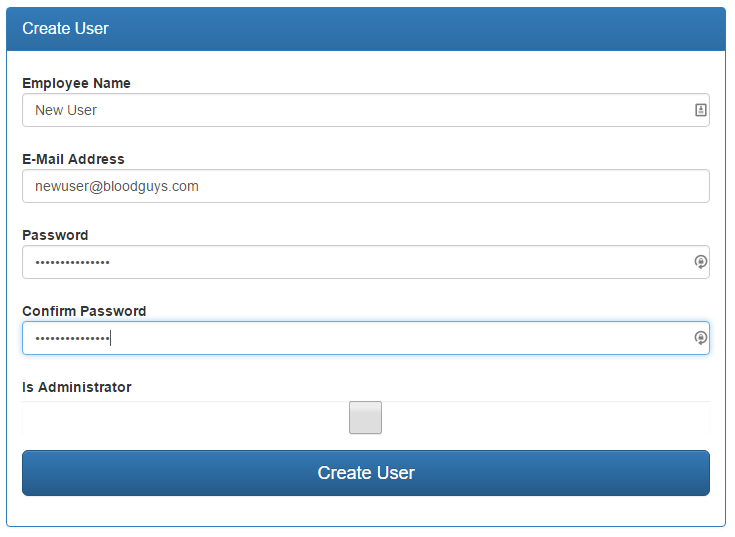 Create User
Employee Name
New User
E-Mail Address
newuser@bloodguys.com
Password
•••••••••••••••
Confirm Password
•••••••••••••••
Is Administrator
Create User